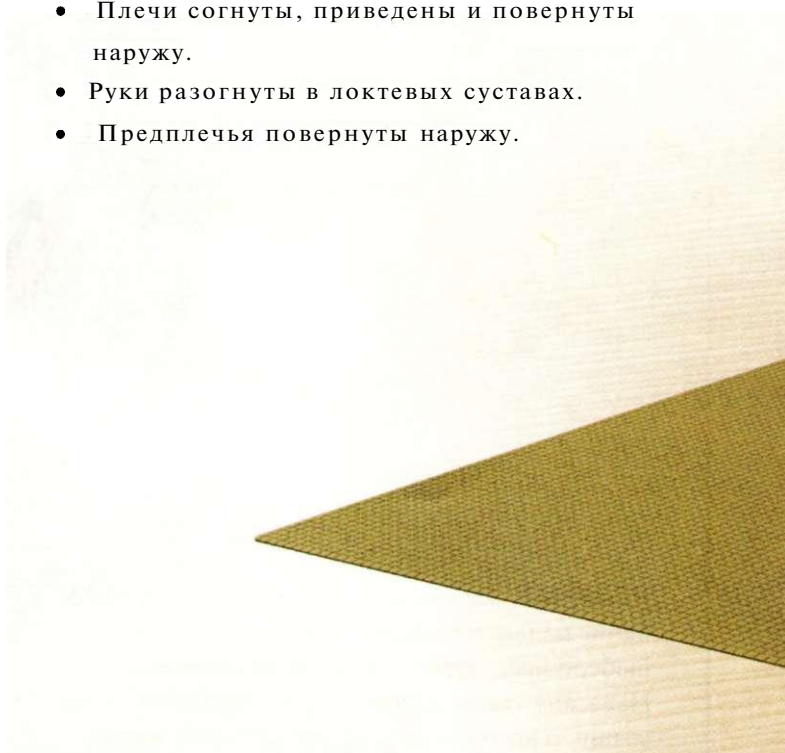 • Плечи согнуты, приведены и повернуты
наружу.
• Руки разогнуты в локтевых суставах.
• Предплечья повернуты наружу.